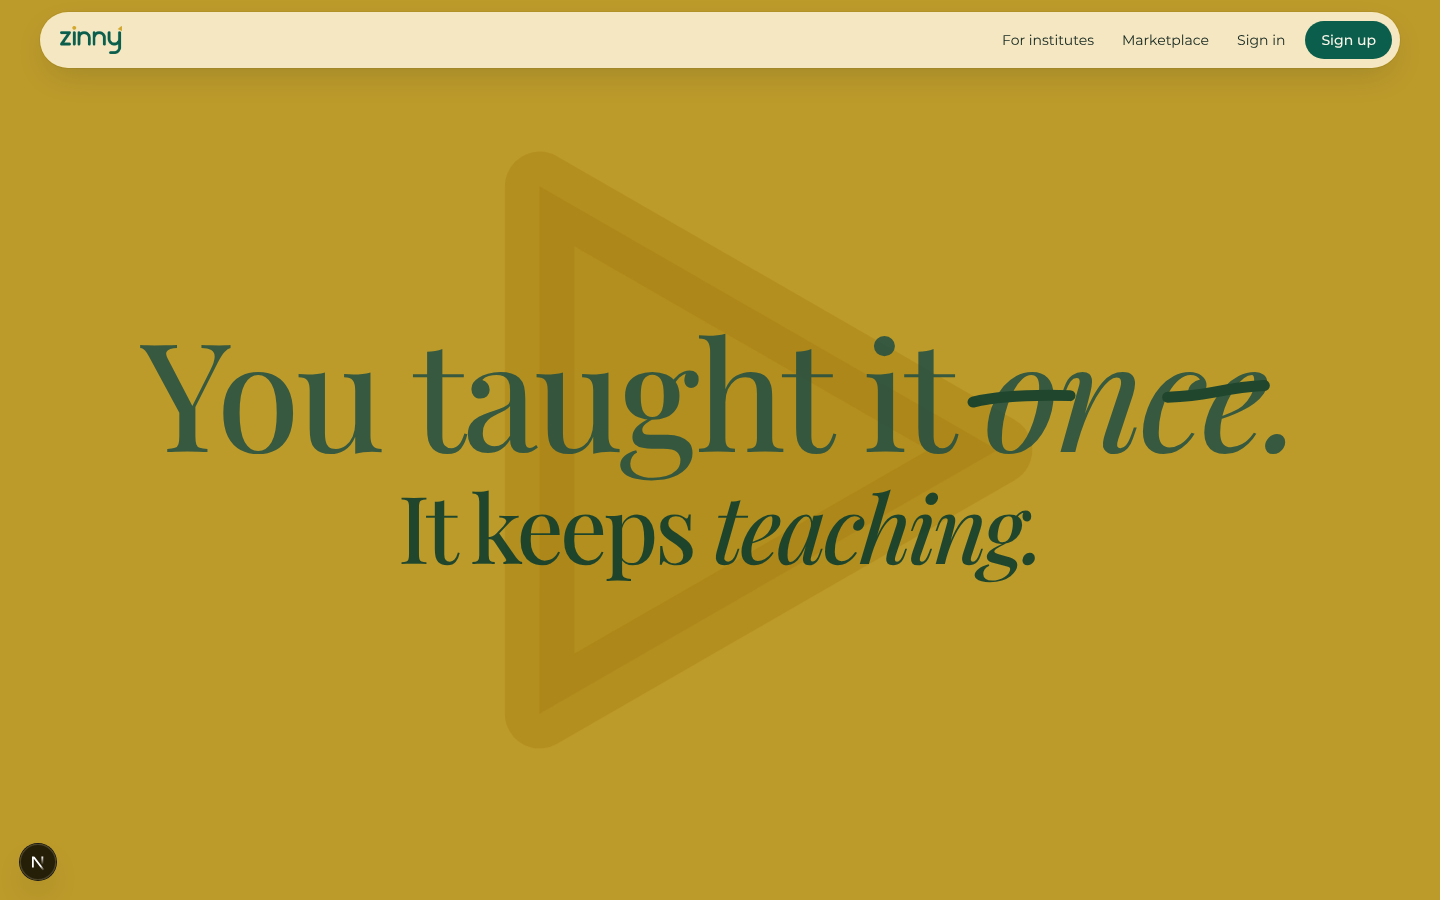 zinny
For institutes
Marketplace
Sign in
Sign up
You taught it once.
It keeps teaching.
N